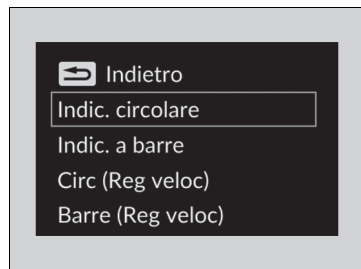 Indietro
Indic. circolare
Indic. a barre
Circ (Reg veloc)
Barre (Reg veloc)